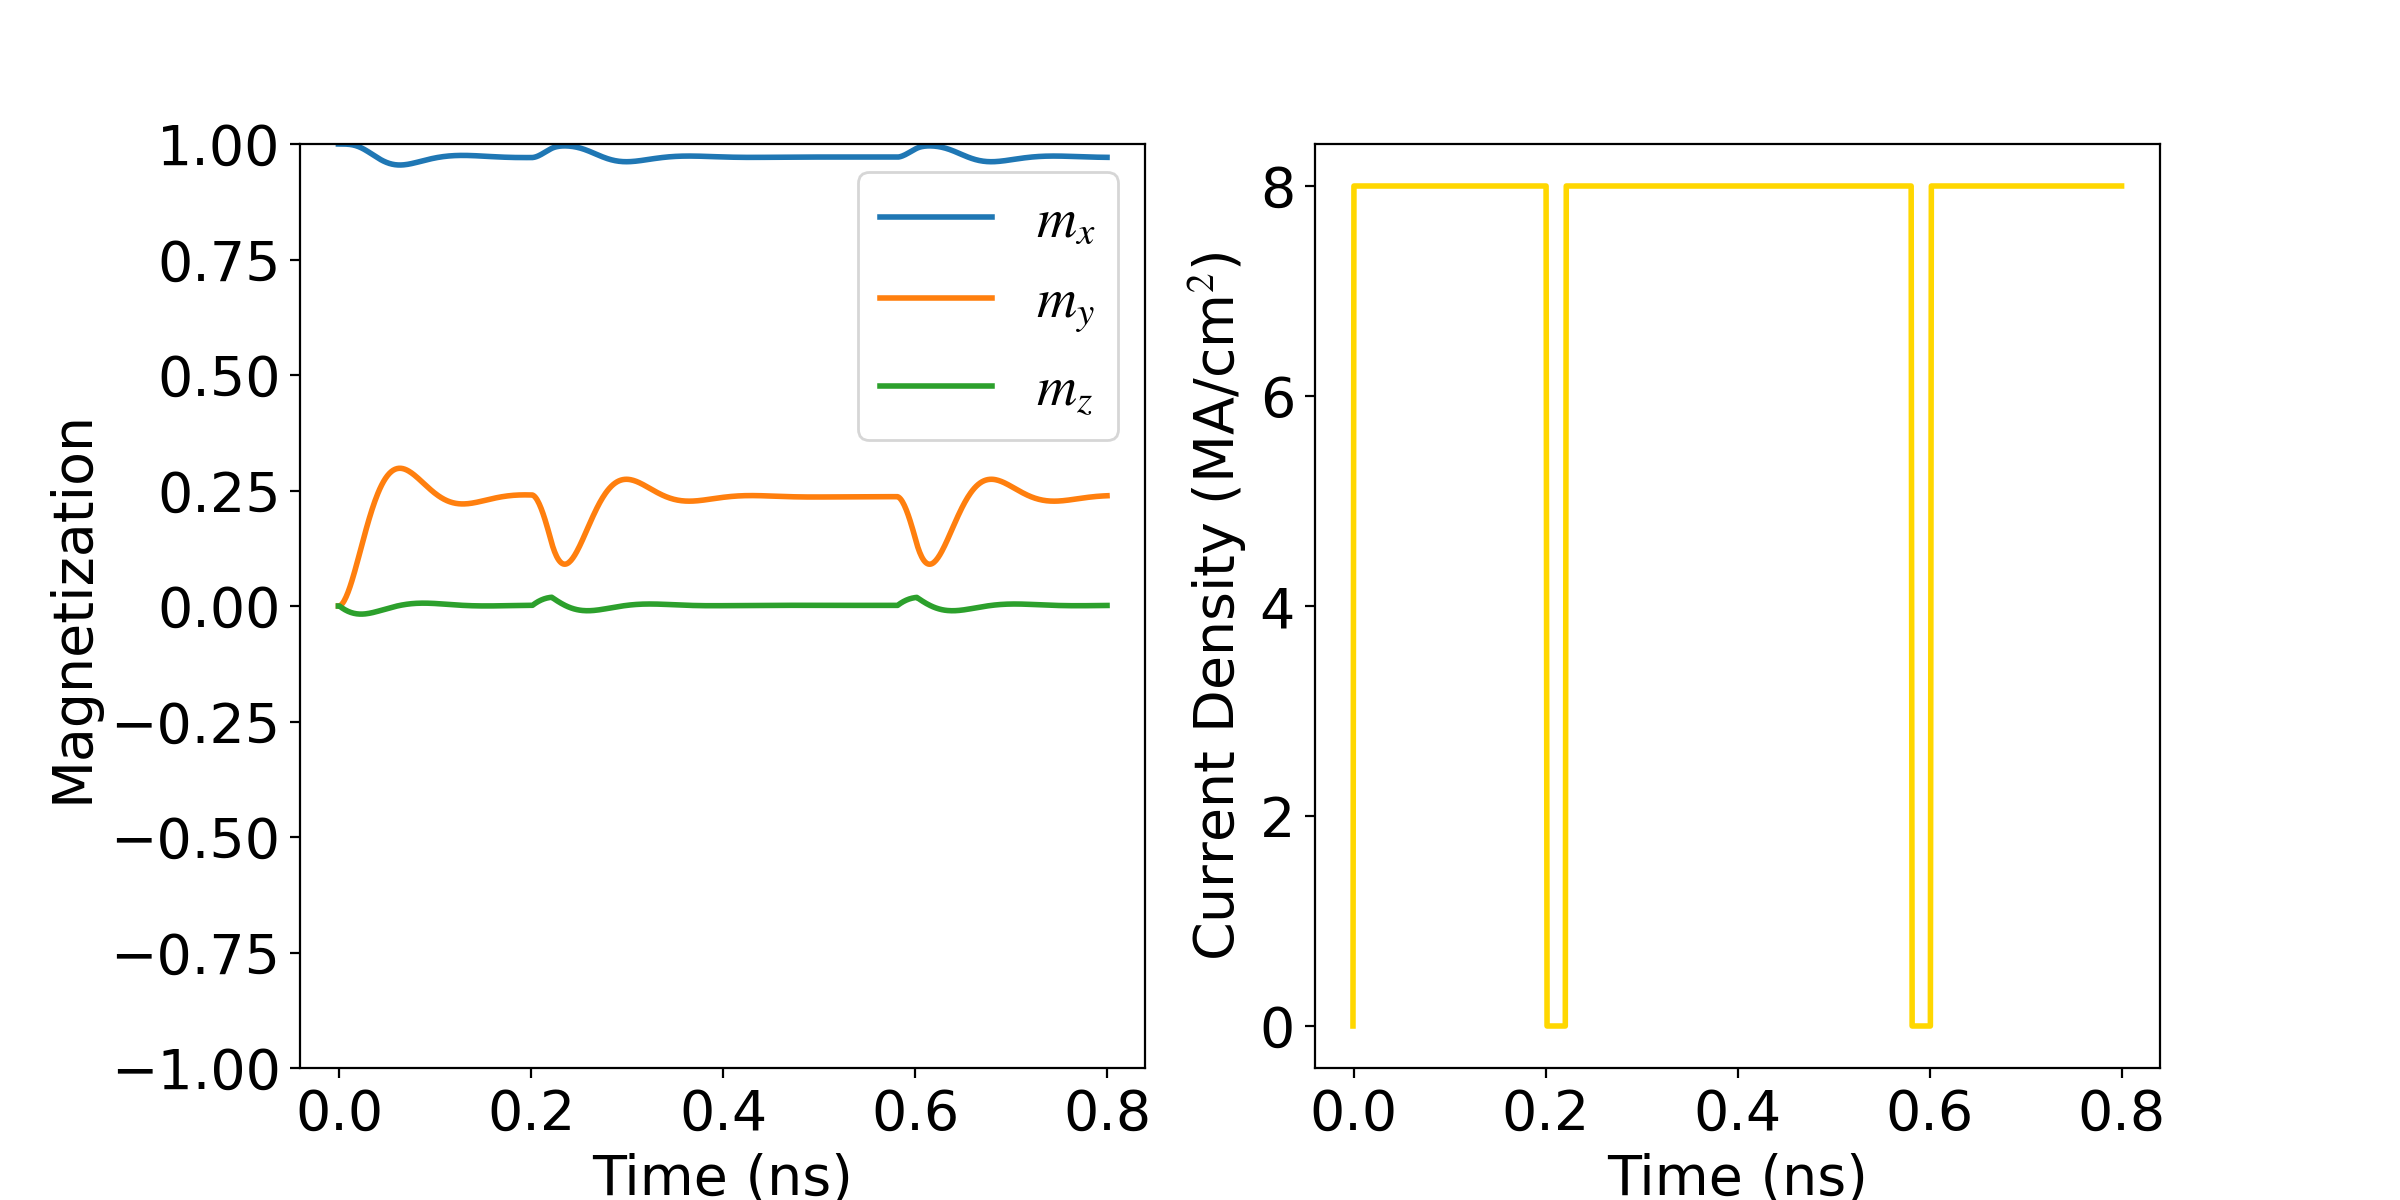 Magnetization
1.00
0.75
0.50
0.25
0.00
−0.25
−0.50
−0.75
−1.00
0.0 0.2 0.4 0.6 0.8
Time (ns)
m_x
m_y
m_z
Current Density (MA/cm²)
8
6
4
2
0
0.0 0.2 0.4 0.6 0.8
Time (ns)